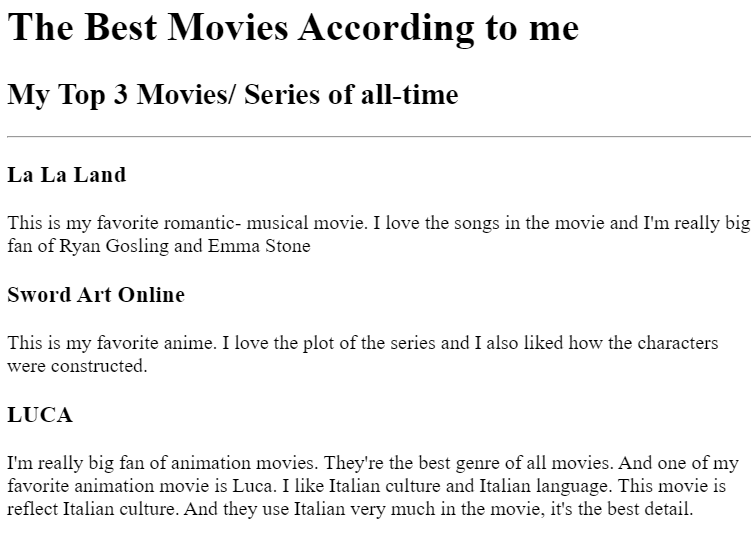 The Best Movies According to me
My Top 3 Movies/ Series of all-time
La La Land
This is my favorite romantic- musical movie. I love the songs in the movie and I'm really big
fan of Ryan Gosling and Emma Stone
Sword Art Online
This is my favorite anime. I love the plot of the series and I also liked how the characters
were constructed.
LUCA
I'm really big fan of animation movies. They're the best genre of all movies. And one of my
favorite animation movie is Luca. I like Italian culture and Italian language. This movie is
reflect Italian culture. And they use Italian very much in the movie, it's the best detail.